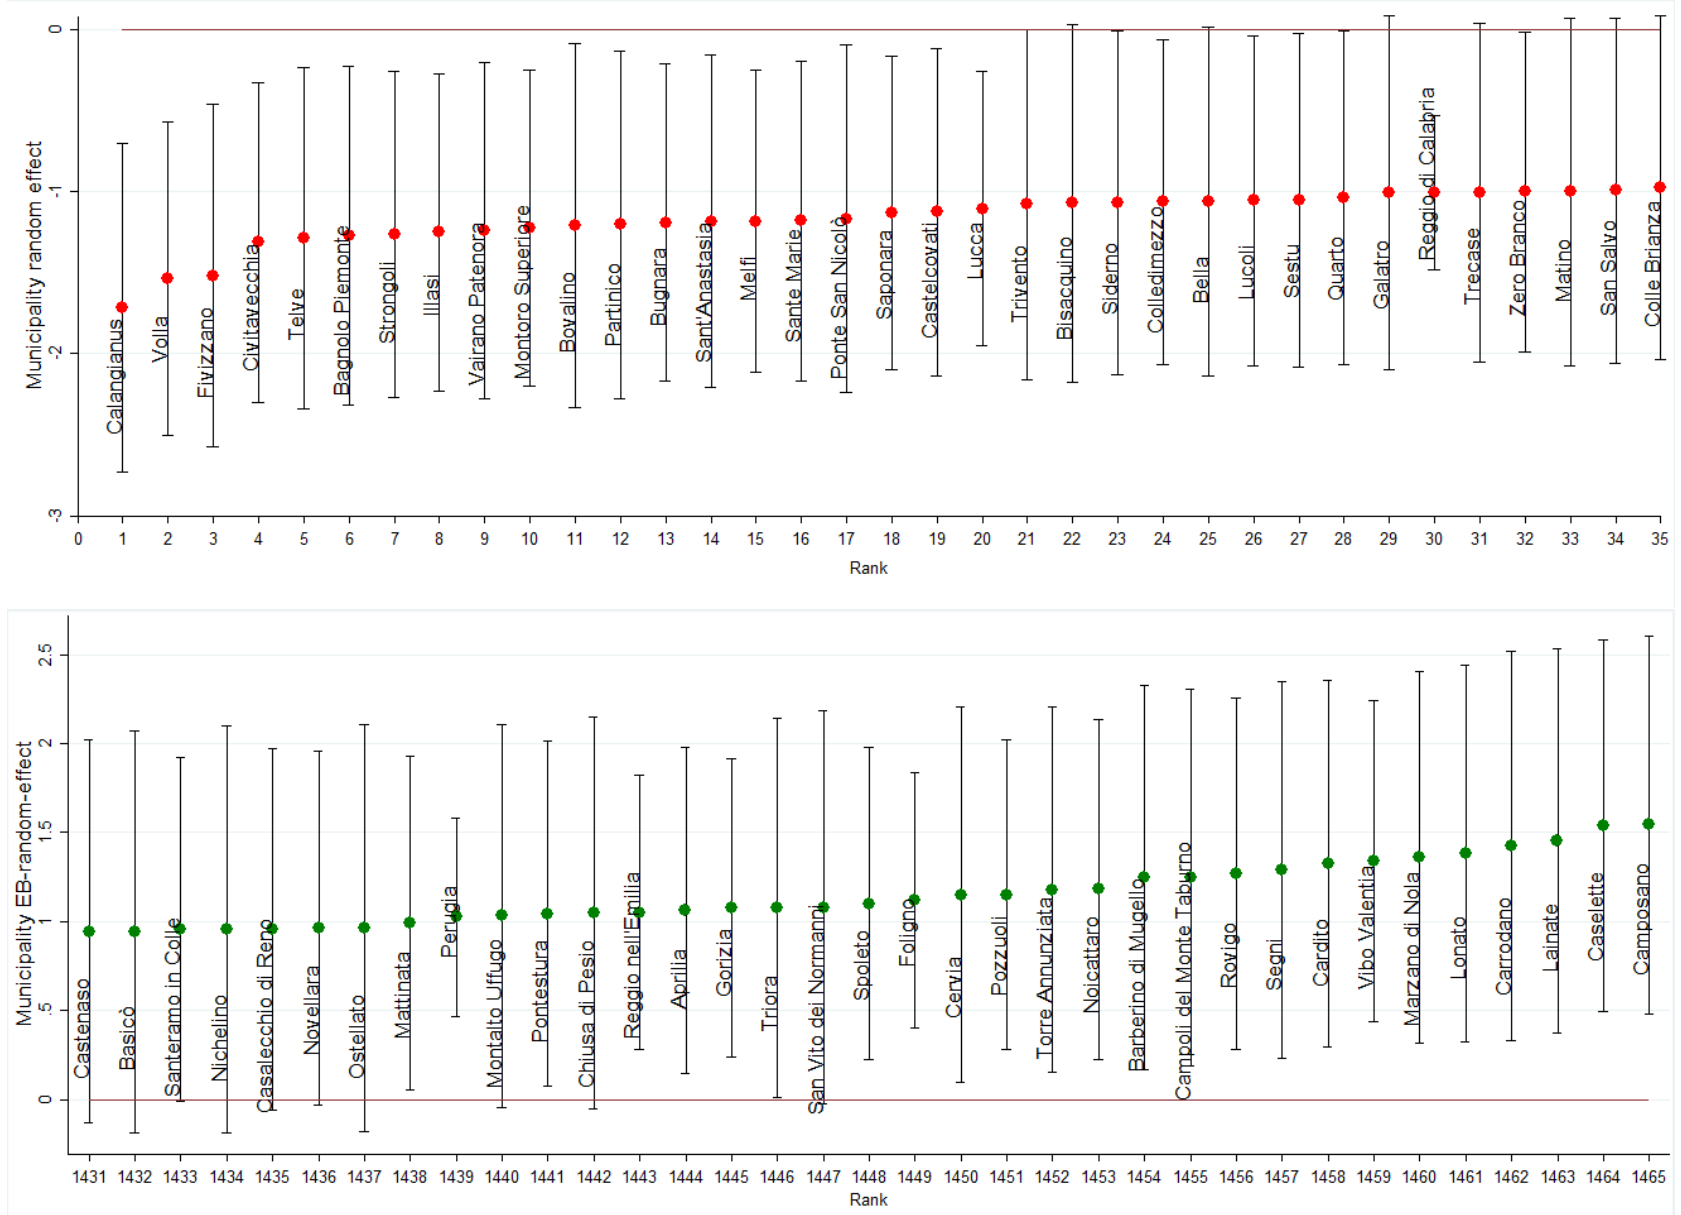 Municipality random effect
0
-1
-2
-3
Calangianus
Volla
Fivizzano
Civitavecchia
Telve
Bagnolo Piemonte
Strongoli
Illasi
Vairano Patenora
Montoro Superiore
Bovalino
Partinico
Bugnara
Sant'Anastasia
Melfi
Sante Marie
Ponte San Nicolò
Saponara
Castelcovati
Lucca
Trivento
Bisacquino
Siderno
Colledimezzo
Bella
Lucoli
Sestu
Quarto
Galatro
Reggio di Calabria
Trecase
Zero Branco
Matino
San Salvo
Colle Brianza
0 1 2 3 4 5 6 7 8 9 10 11 12 13 14 15 16 17 18 19 20 21 22 23 24 25 26 27 28 29 30 31 32 33 34 35
Rank
Municipality EB-random-effect
2.5
2
1.5
1
.5
0
Castenaso
Basicò
Santeramo in Colle
Nichelino
Casalecchio di Reno
Novellara
Ostellato
Mattinata
Perugia
Montalto Uffugo
Pontestura
Chiusa di Pesio
Reggio nell'Emilia
Aprilia
Gorizia
Triora
San Vito dei Normanni
Spoleto
Foligno
Cervia
Pozzuoli
Torre Annunziata
Noicattaro
Barberino di Mugello
Campoli del Monte Taburno
Rovigo
Segni
Cardito
Vibo Valentia
Marzano di Nola
Lonato
Carrodano
Lainate
Caselette
Camposano
1431 1432 1433 1434 1435 1436 1437 1438 1439 1440 1441 1442 1443 1444 1445 1446 1447 1448 1449 1450 1451 1452 1453 1454 1455 1456 1457 1458 1459 1460 1461 1462 1463 1464 1465
Rank